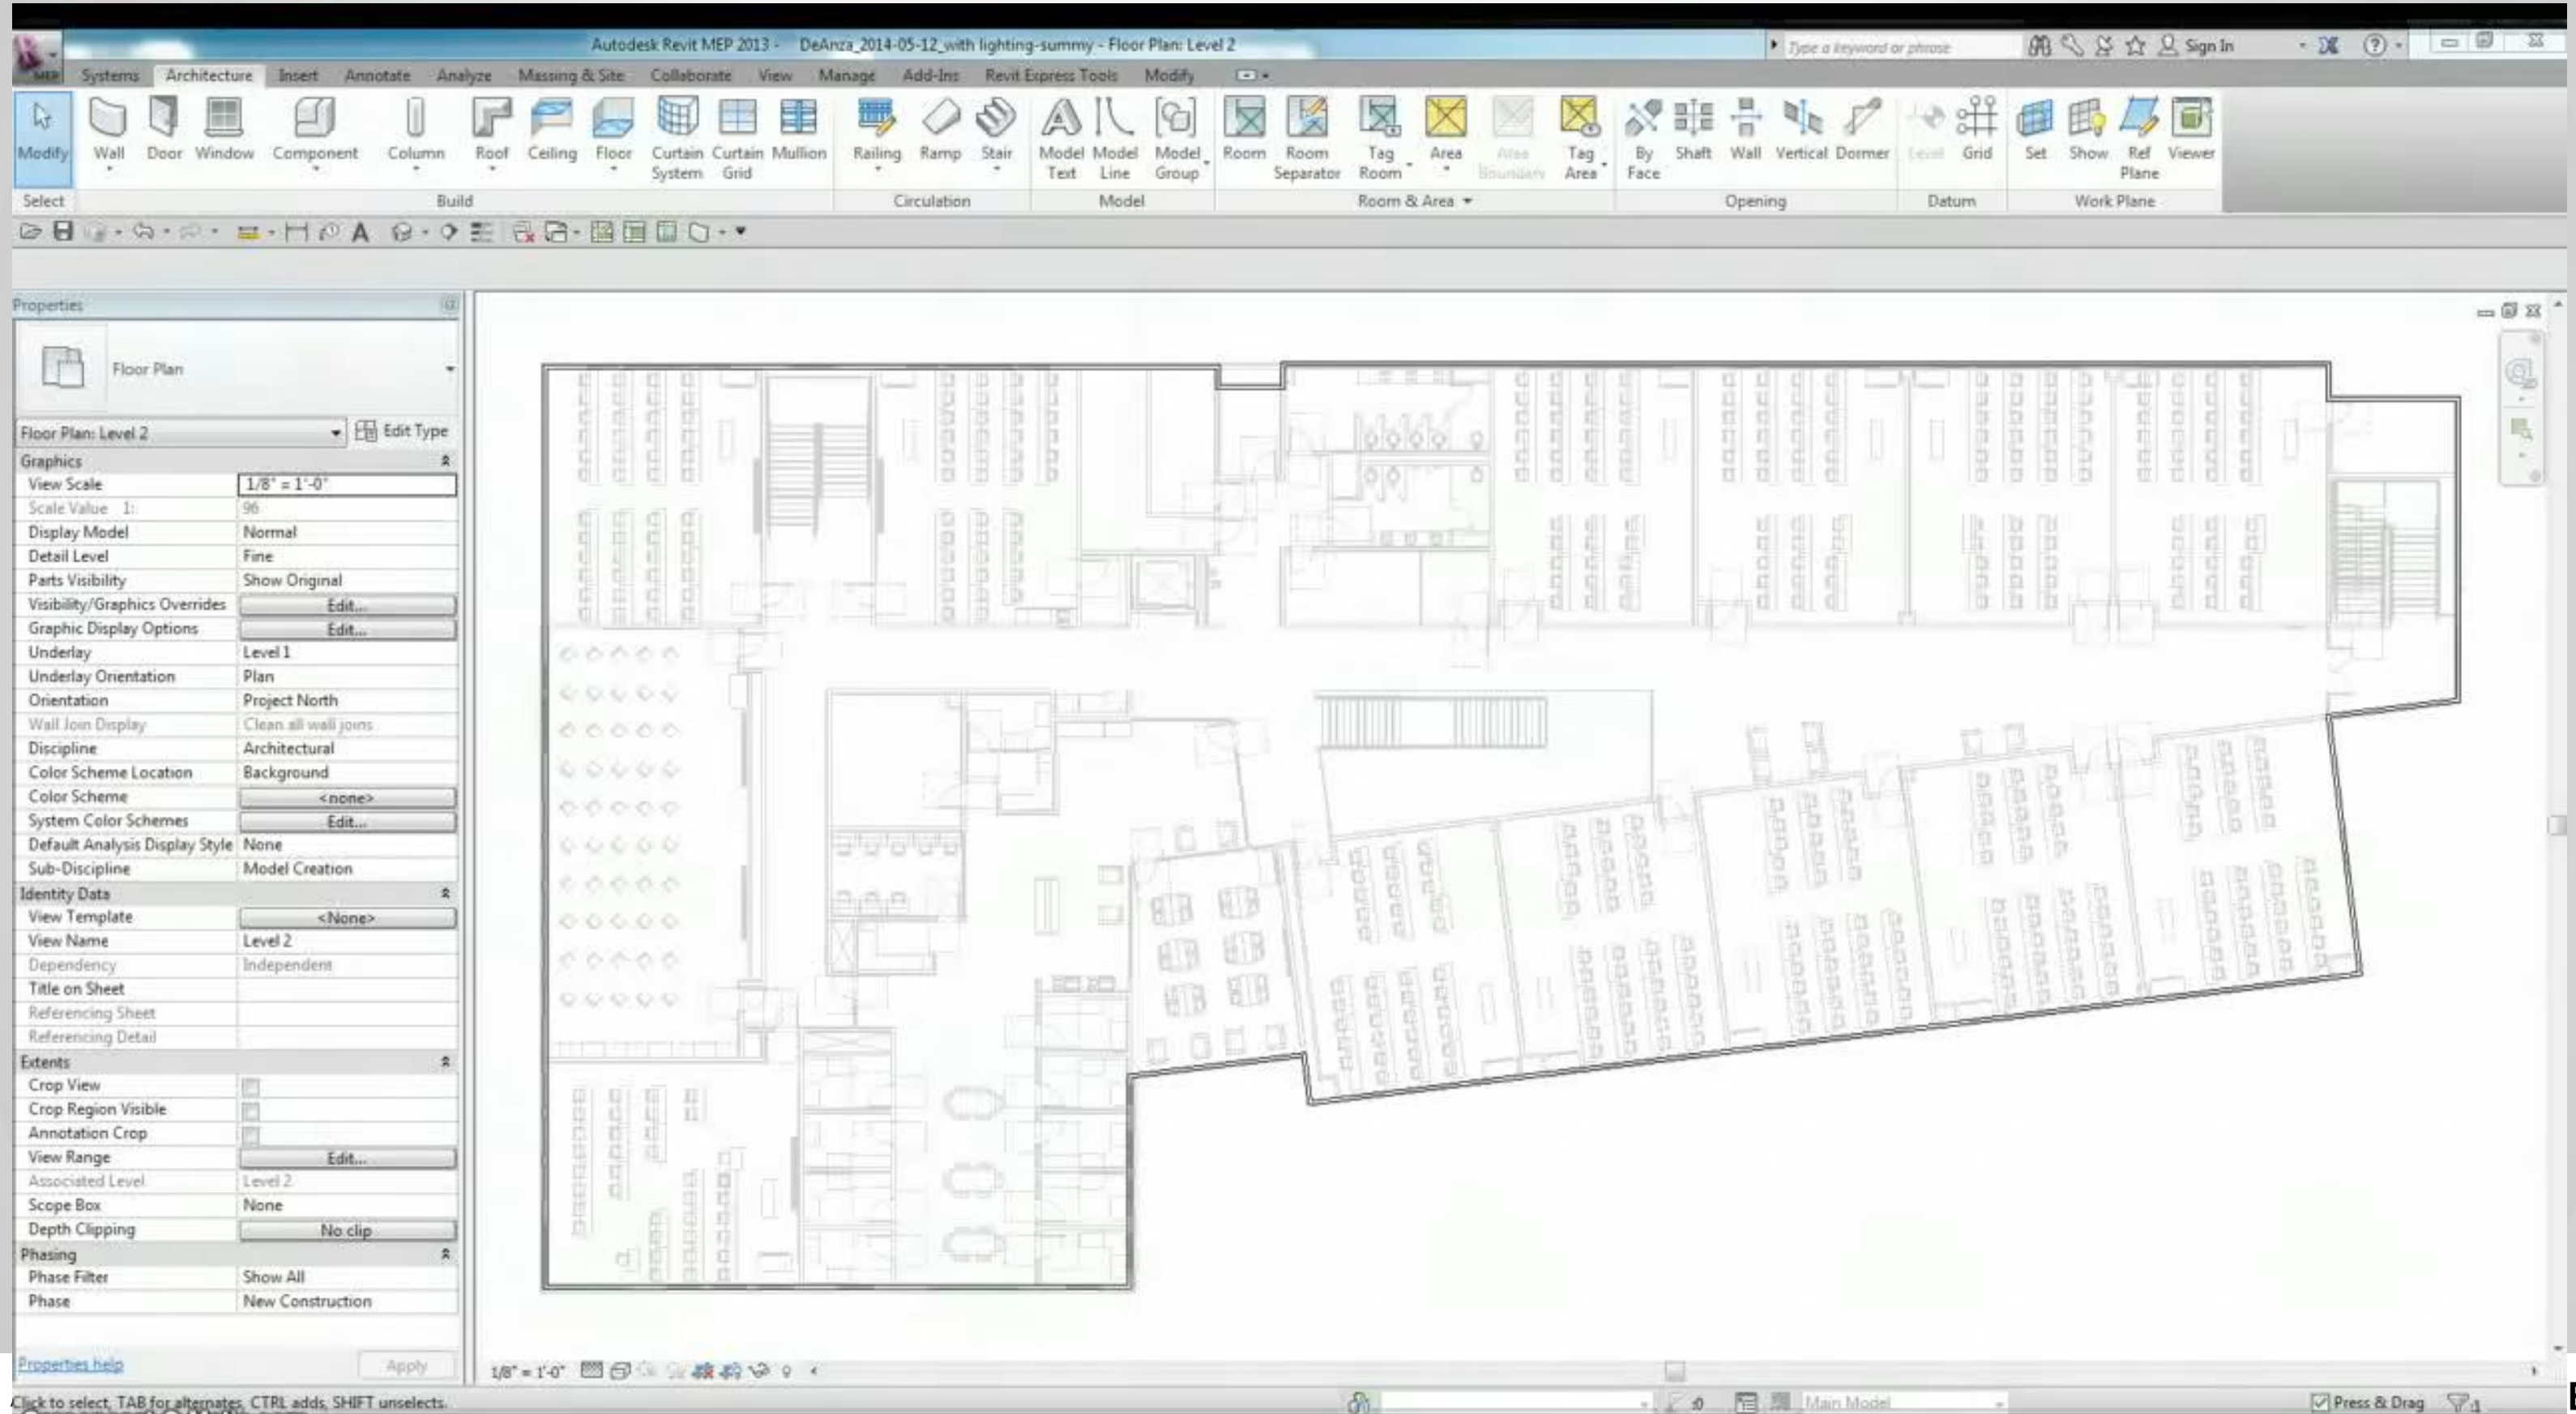 Autodesk Revit MEP 2013 - DeAnza_2014-05-12_with lighting-summy - Floor Plan: Level 2
Type a keyword or phrase
Sign In
MEP
Systems Architecture Insert Annotate Analyze Massing & Site Collaborate View Manage Add-Ins Revit Express Tools Modify
Modify Wall Door Window Component Column Roof Ceiling Floor Curtain System Curtain Grid Mullion Railing Ramp Stair Model Text Model Line Model Group Room Room Separator Tag Room Area Area Boundary Tag Area By Face Shaft Wall Vertical Dormer Level Grid Set Show Ref Plane Viewer
Select Build Circulation Model Room & Area Opening Datum Work Plane
Properties
Floor Plan
Floor Plan: Level 2 Edit Type
Graphics
View Scale 1/8" = 1'-0"
Scale Value 1: 96
Display Model Normal
Detail Level Fine
Parts Visibility Show Original
Visibility/Graphics Overrides Edit...
Graphic Display Options Edit...
Underlay Level 1
Underlay Orientation Plan
Orientation Project North
Wall Join Display Clean all wall joins
Discipline Architectural
Color Scheme Location Background
Color Scheme <none>
System Color Schemes Edit...
Default Analysis Display Style None
Sub-Discipline Model Creation
Identity Data
View Template <None>
View Name Level 2
Dependency Independent
Title on Sheet
Referencing Sheet
Referencing Detail
Extents
Crop View
Crop Region Visible
Annotation Crop
View Range Edit...
Associated Level Level 2
Scope Box None
Depth Clipping No clip
Phasing
Phase Filter Show All
Phase New Construction
Properties help Apply
1/8" = 1'-0"
Click to select, TAB for alternates, CTRL adds, SHIFT unselects.
:0 Main Model Press & Drag :1